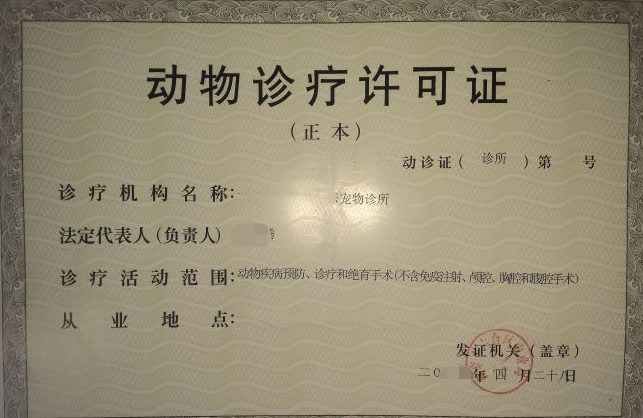 动物诊疗许可证
（正本）
动诊证（诊所）第 号
诊疗机构名称： 宠物诊所
法定代表人（负责人）
诊疗活动范围：动物疾病预防、诊疗和绝育手术（不含免疫注射、颅腔、胸腔和腹腔手术）
从业地点：
发证机关（盖章）
二〇 年四月二十八日